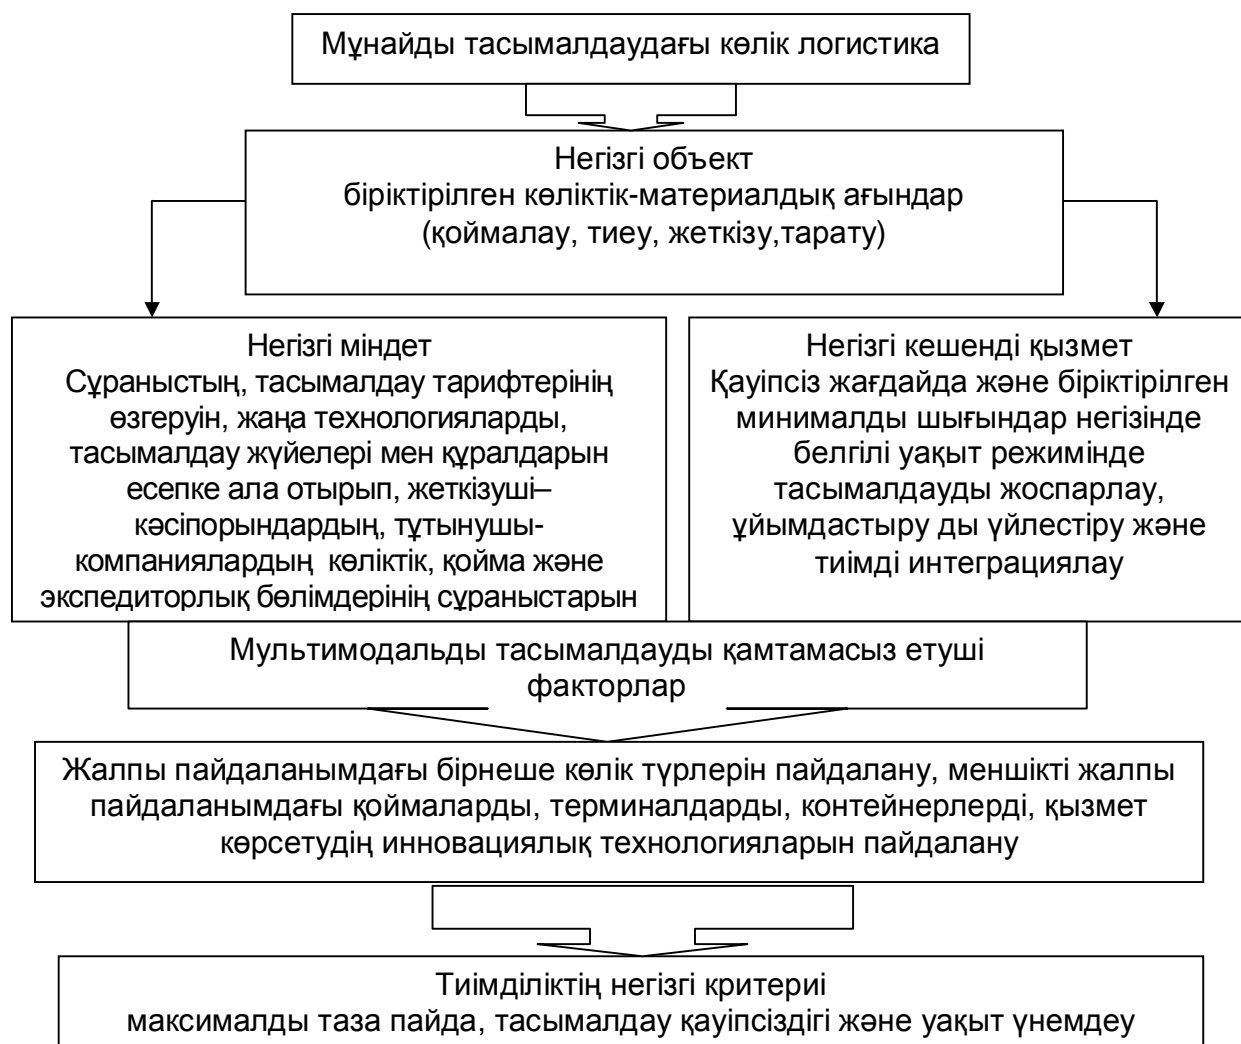 Мұнайды тасымалдаудағы көлік логистика
Негізгі объект
біріктірілген көліктік-материалдық ағындар
(қоймалау, тиеу, жеткізу,тарату)
Негізгі міндет
Сұраныстың, тасымалдау тарифтерінің
өзгеруін, жаңа технологияларды,
тасымалдау жүйелері мен құралдарын
есепке ала отырып, жеткізуші–
кәсіпорындардың, тұтынушы-
компаниялардың көліктік, қойма және
экспедиторлық бөлімдерінің сұраныстарын
Негізгі кешенді қызмет
Қауіпсіз жағдайда және біріктірілген
минималды шығындар негізінде
белгілі уақыт режимінде
тасымалдауды жоспарлау,
ұйымдастыру ды үйлестіру және
тиімді интеграциялау
Мультимодальды тасымалдауды қамтамасыз етуші
факторлар
Жалпы пайдаланымдағы бірнеше көлік түрлерін пайдалану, меншікті жалпы
пайдаланымдағы қоймаларды, терминалдарды, контейнерлерді, қызмет
көрсетудің инновациялық технологияларын пайдалану
Тиімділіктің негізгі критериі
максималды таза пайда, тасымалдау қауіпсіздігі және уақыт үнемдеу